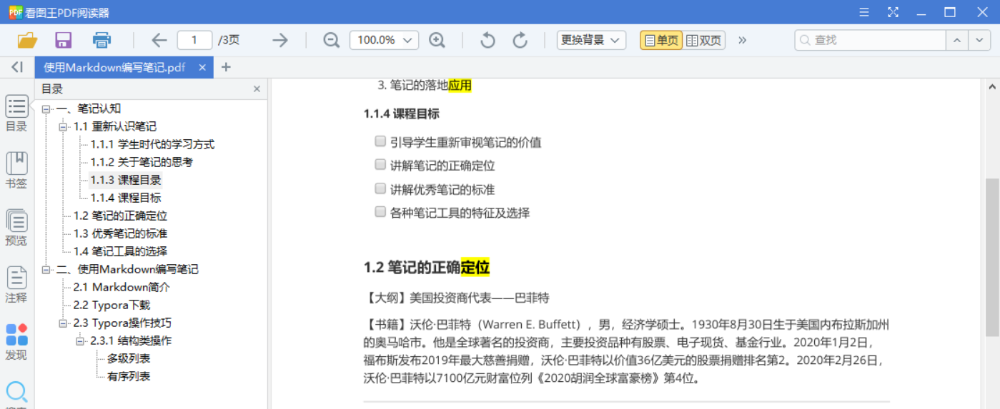 PDF 看图王PDF阅读器
1 /3页 100.0% 更换背景 单页 双页 » 查找
使用Markdown编写笔记.pdf × +
目录 ×
目录
书签
预览
注释
发现
一、笔记认知
1.1 重新认识笔记
1.1.1 学生时代的学习方式
1.1.2 关于笔记的思考
1.1.3 课程目录
1.1.4 课程目标
1.2 笔记的正确定位
1.3 优秀笔记的标准
1.4 笔记工具的选择
二、使用Markdown编写笔记
2.1 Markdown简介
2.2 Typora下载
2.3 Typora操作技巧
2.3.1 结构类操作
多级列表
有序列表
3. 笔记的落地应用
1.1.4 课程目标
引导学生重新审视笔记的价值
讲解笔记的正确定位
讲解优秀笔记的标准
各种笔记工具的特征及选择
1.2 笔记的正确定位
【大纲】美国投资商代表——巴菲特
【书籍】沃伦·巴菲特（Warren E. Buffett），男，经济学硕士。1930年8月30日生于美国内布拉斯加州
的奥马哈市。他是全球著名的投资商，主要投资品种有股票、电子现货、基金行业。2020年1月2日，
福布斯发布2019年最大慈善捐赠，沃伦·巴菲特以价值36亿美元的股票捐赠排名第2。2020年2月26日，
沃伦·巴菲特以7100亿元财富位列《2020胡润全球富豪榜》第4位。